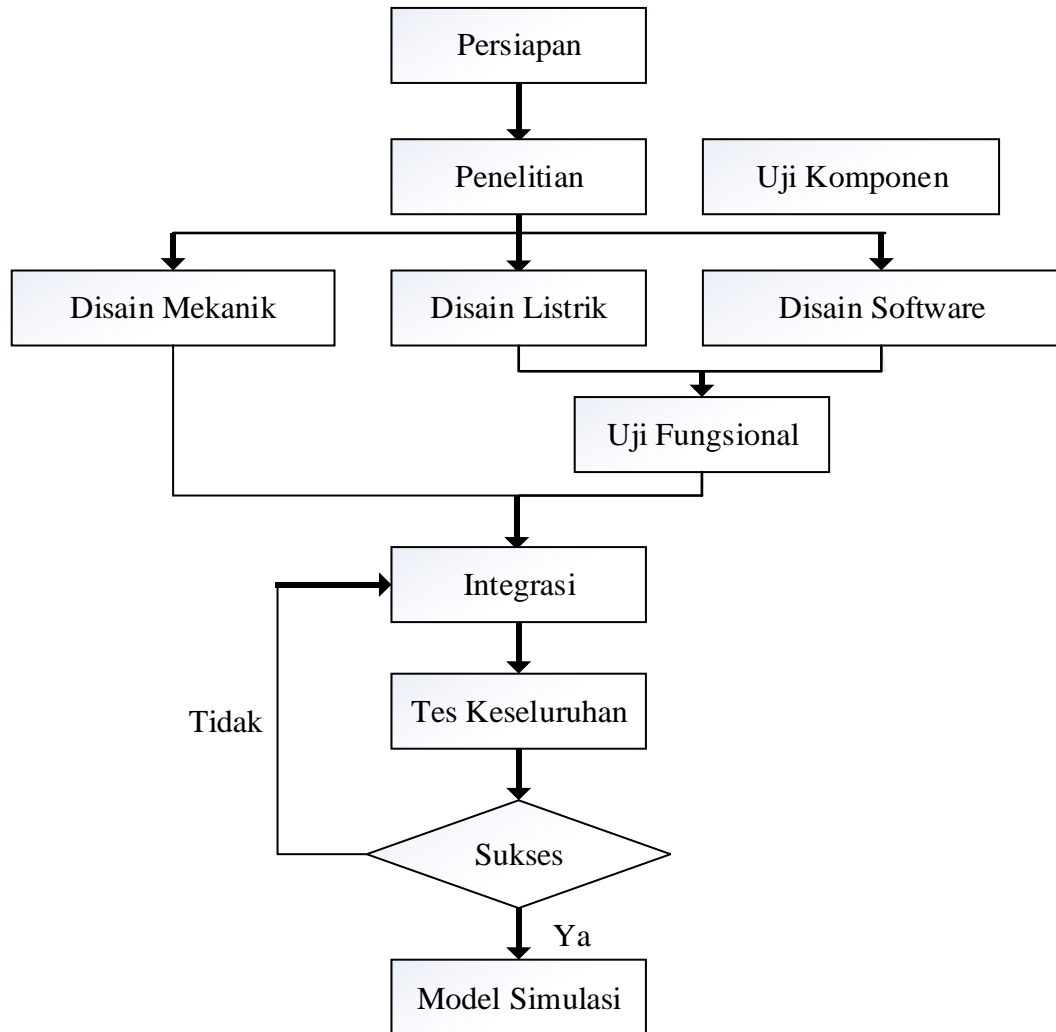 Persiapan
Penelitian
Uji Komponen
Disain Mekanik
Disain Listrik
Disain Software
Uji Fungsional
Integrasi
Tes Keseluruhan
Tidak
Sukses
Ya
Model Simulasi